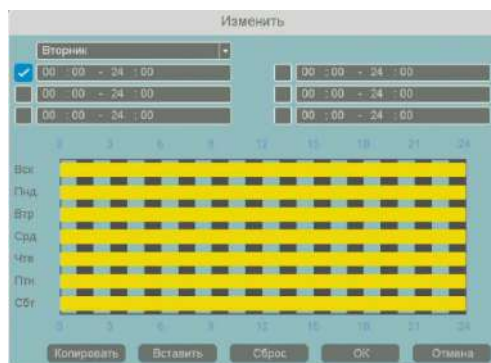 Изменить
Вторник
00 :00 - 24 :00 00 :00 - 24 :00
00 :00 - 24 :00 00 :00 - 24 :00
00 :00 - 24 :00 00 :00 - 24 :00
0 3 6 9 12 15 18 21 24
Вск
Пнд
Втр
Срд
Чтв
Птн
Сбт
0 3 6 9 12 15 18 21 24
Копировать Вставить Сброс ОК Отмана